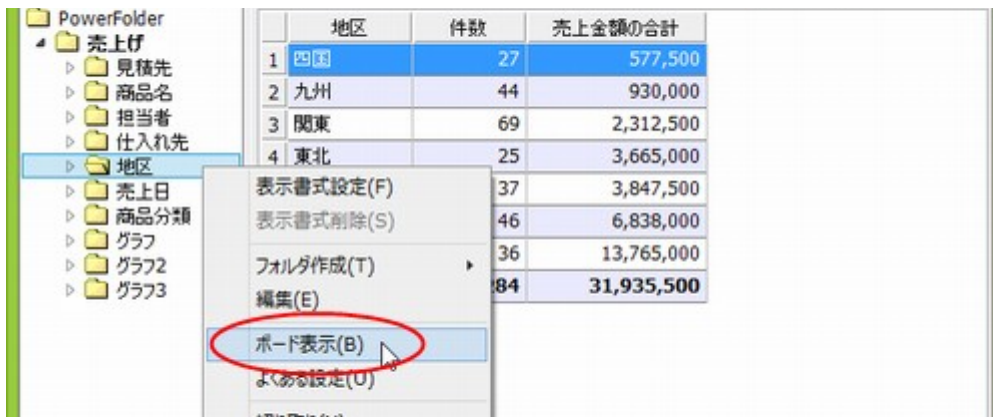 PowerFolder
売上げ
見積先
商品名
担当者
仕入れ先
地区
売上日
商品分類
グラフ
グラフ2
グラフ3
地区 件数 売上金額の合計
1 四国 27 577,500
2 九州 44 930,000
3 関東 69 2,312,500
4 東北 25 3,665,000
37 3,847,500
46 6,838,000
36 13,765,000
284 31,935,500
表示書式設定(F)
表示書式削除(S)
フォルダ作成(T)
編集(E)
ボード表示(B)
よくある設定(U)